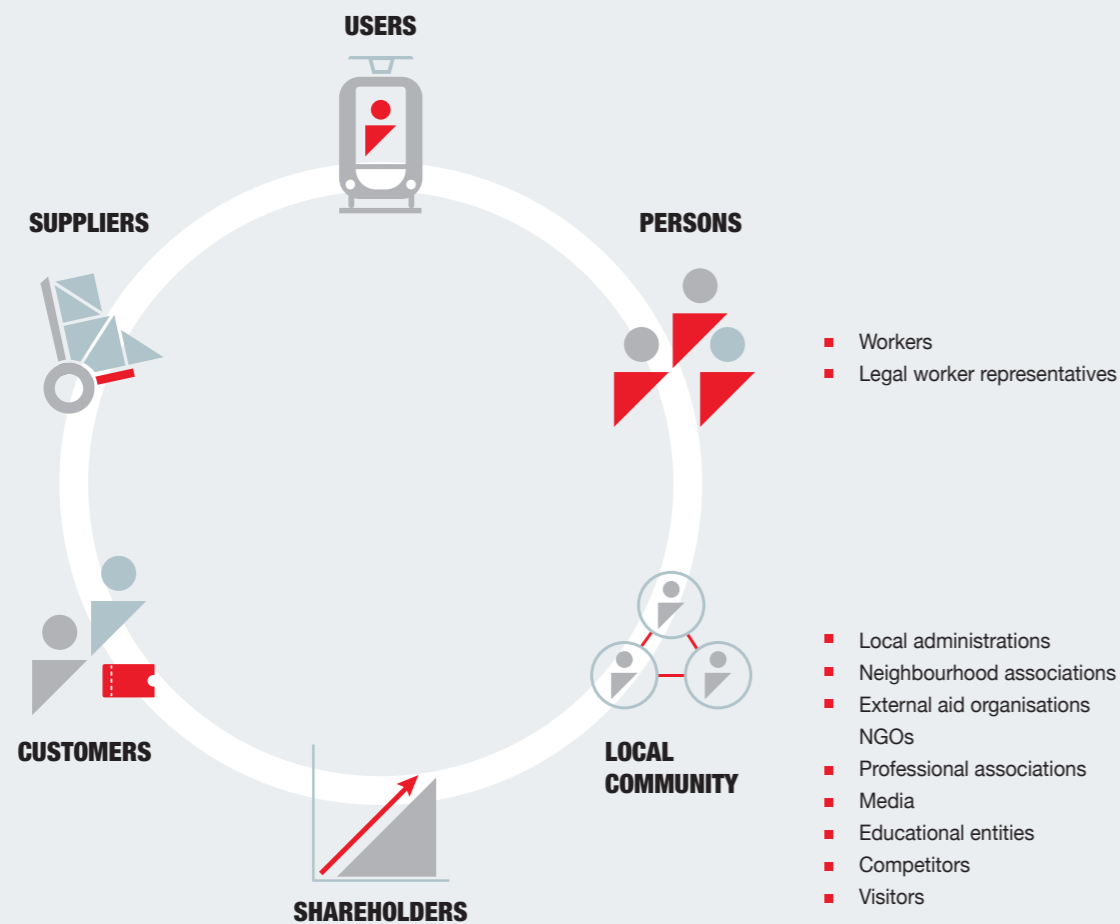 USERS
SUPPLIERS
PERSONS
Workers
Legal worker representatives
Local administrations
Neighbourhood associations
External aid organisations
NGOs
Professional associations
Media
Educational entities
Competitors
Visitors
CUSTOMERS
LOCAL
COMMUNITY
SHAREHOLDERS